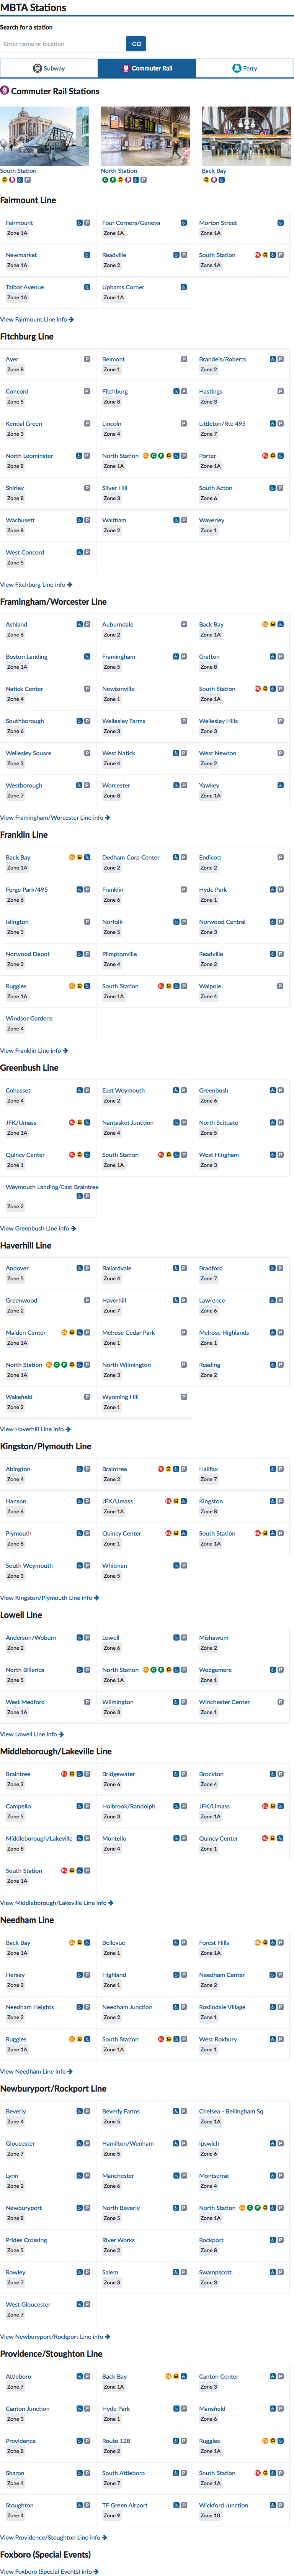 MBTA Stations
Search for a station
Enter name or location
GO
Subway
Commuter Rail
Ferry
Commuter Rail Stations
South Station
North Station
Back Bay
Fairmount Line
Fairmount
Zone 1A
Four Corners/Geneva
Zone 1A
Morton Street
Zone 1A
Newmarket
Zone 1A
Readville
Zone 2
South Station
Zone 1A
Talbot Avenue
Zone 1A
Uphams Corner
Zone 1A
View Fairmount Line info
Fitchburg Line
Ayer
Zone 8
Belmont
Zone 1
Brandeis/Roberts
Zone 2
Concord
Zone 5
Fitchburg
Zone 8
Hastings
Zone 3
Kendal Green
Zone 3
Lincoln
Zone 4
Littleton/Rte 495
Zone 7
North Leominster
Zone 8
North Station
Zone 1A
Porter
Zone 1A
Shirley
Zone 8
Silver Hill
Zone 3
South Acton
Zone 6
Wachusett
Zone 8
Waltham
Zone 2
Waverley
Zone 1
West Concord
Zone 5
View Fitchburg Line info
Framingham/Worcester Line
Ashland
Zone 6
Auburndale
Zone 2
Back Bay
Zone 1A
Boston Landing
Zone 1A
Framingham
Zone 5
Grafton
Zone 8
Natick Center
Zone 4
Newtonville
Zone 1
South Station
Zone 1A
Southborough
Zone 6
Wellesley Farms
Zone 3
Wellesley Hills
Zone 3
Wellesley Square
Zone 3
West Natick
Zone 4
West Newton
Zone 2
Westborough
Zone 7
Worcester
Zone 8
Yawkey
Zone 1A
View Framingham/Worcester Line info
Franklin Line
Back Bay
Zone 1A
Dedham Corp Center
Zone 2
Endicott
Zone 2
Forge Park/495
Zone 6
Franklin
Zone 6
Hyde Park
Zone 1
Islington
Zone 3
Norfolk
Zone 5
Norwood Central
Zone 3
Norwood Depot
Zone 3
Plimptonville
Zone 4
Readville
Zone 2
Ruggles
Zone 1A
South Station
Zone 1A
Walpole
Zone 4
Windsor Gardens
Zone 4
View Franklin Line info
Greenbush Line
Cohasset
Zone 4
East Weymouth
Zone 2
Greenbush
Zone 6
JFK/Umass
Zone 1A
Nantasket Junction
Zone 4
North Scituate
Zone 5
Quincy Center
Zone 1
South Station
Zone 1A
West Hingham
Zone 3
Weymouth Landing/East Braintree
Zone 2
View Greenbush Line info
Haverhill Line
Andover
Zone 5
Ballardvale
Zone 4
Bradford
Zone 7
Greenwood
Zone 2
Haverhill
Zone 7
Lawrence
Zone 6
Malden Center
Zone 1A
Melrose Cedar Park
Zone 1
Melrose Highlands
Zone 1
North Station
Zone 1A
North Wilmington
Zone 3
Reading
Zone 2
Wakefield
Zone 2
Wyoming Hill
Zone 1
View Haverhill Line info
Kingston/Plymouth Line
Abington
Zone 4
Braintree
Zone 2
Halifax
Zone 7
Hanson
Zone 6
JFK/Umass
Zone 1A
Kingston
Zone 8
Plymouth
Zone 8
Quincy Center
Zone 1
South Station
Zone 1A
South Weymouth
Zone 3
Whitman
Zone 5
View Kingston/Plymouth Line info
Lowell Line
Anderson/Woburn
Zone 2
Lowell
Zone 6
Mishawum
Zone 2
North Billerica
Zone 5
North Station
Zone 1A
Wedgemere
Zone 1
West Medford
Zone 1A
Wilmington
Zone 3
Winchester Center
Zone 1
View Lowell Line info
Middleborough/Lakeville Line
Braintree
Zone 2
Bridgewater
Zone 6
Brockton
Zone 4
Campello
Zone 5
Holbrook/Randolph
Zone 3
JFK/Umass
Zone 1A
Middleborough/Lakeville
Zone 8
Montello
Zone 4
Quincy Center
Zone 1
South Station
Zone 1A
View Middleborough/Lakeville Line info
Needham Line
Back Bay
Zone 1A
Bellevue
Zone 1
Forest Hills
Zone 1A
Hersey
Zone 2
Highland
Zone 1
Needham Center
Zone 2
Needham Heights
Zone 2
Needham Junction
Zone 2
Roslindale Village
Zone 1
Ruggles
Zone 1A
South Station
Zone 1A
West Roxbury
Zone 1
View Needham Line info
Newburyport/Rockport Line
Beverly
Zone 4
Beverly Farms
Zone 5
Chelsea - Bellingham Sq
Zone 1A
Gloucester
Zone 7
Hamilton/Wenham
Zone 5
Ipswich
Zone 6
Lynn
Zone 2
Manchester
Zone 6
Montserrat
Zone 4
Newburyport
Zone 8
North Beverly
Zone 5
North Station
Zone 1A
Prides Crossing
Zone 5
River Works
Zone 2
Rockport
Zone 8
Rowley
Zone 7
Salem
Zone 3
Swampscott
Zone 3
West Gloucester
Zone 7
View Newburyport/Rockport Line info
Providence/Stoughton Line
Attleboro
Zone 7
Back Bay
Zone 1A
Canton Center
Zone 3
Canton Junction
Zone 3
Hyde Park
Zone 1
Mansfield
Zone 6
Providence
Zone 8
Route 128
Zone 2
Ruggles
Zone 1A
Sharon
Zone 4
South Attleboro
Zone 7
South Station
Zone 1A
Stoughton
Zone 4
TF Green Airport
Zone 9
Wickford Junction
Zone 10
View Providence/Stoughton Line info
Foxboro (Special Events)
View Foxboro (Special Events) info